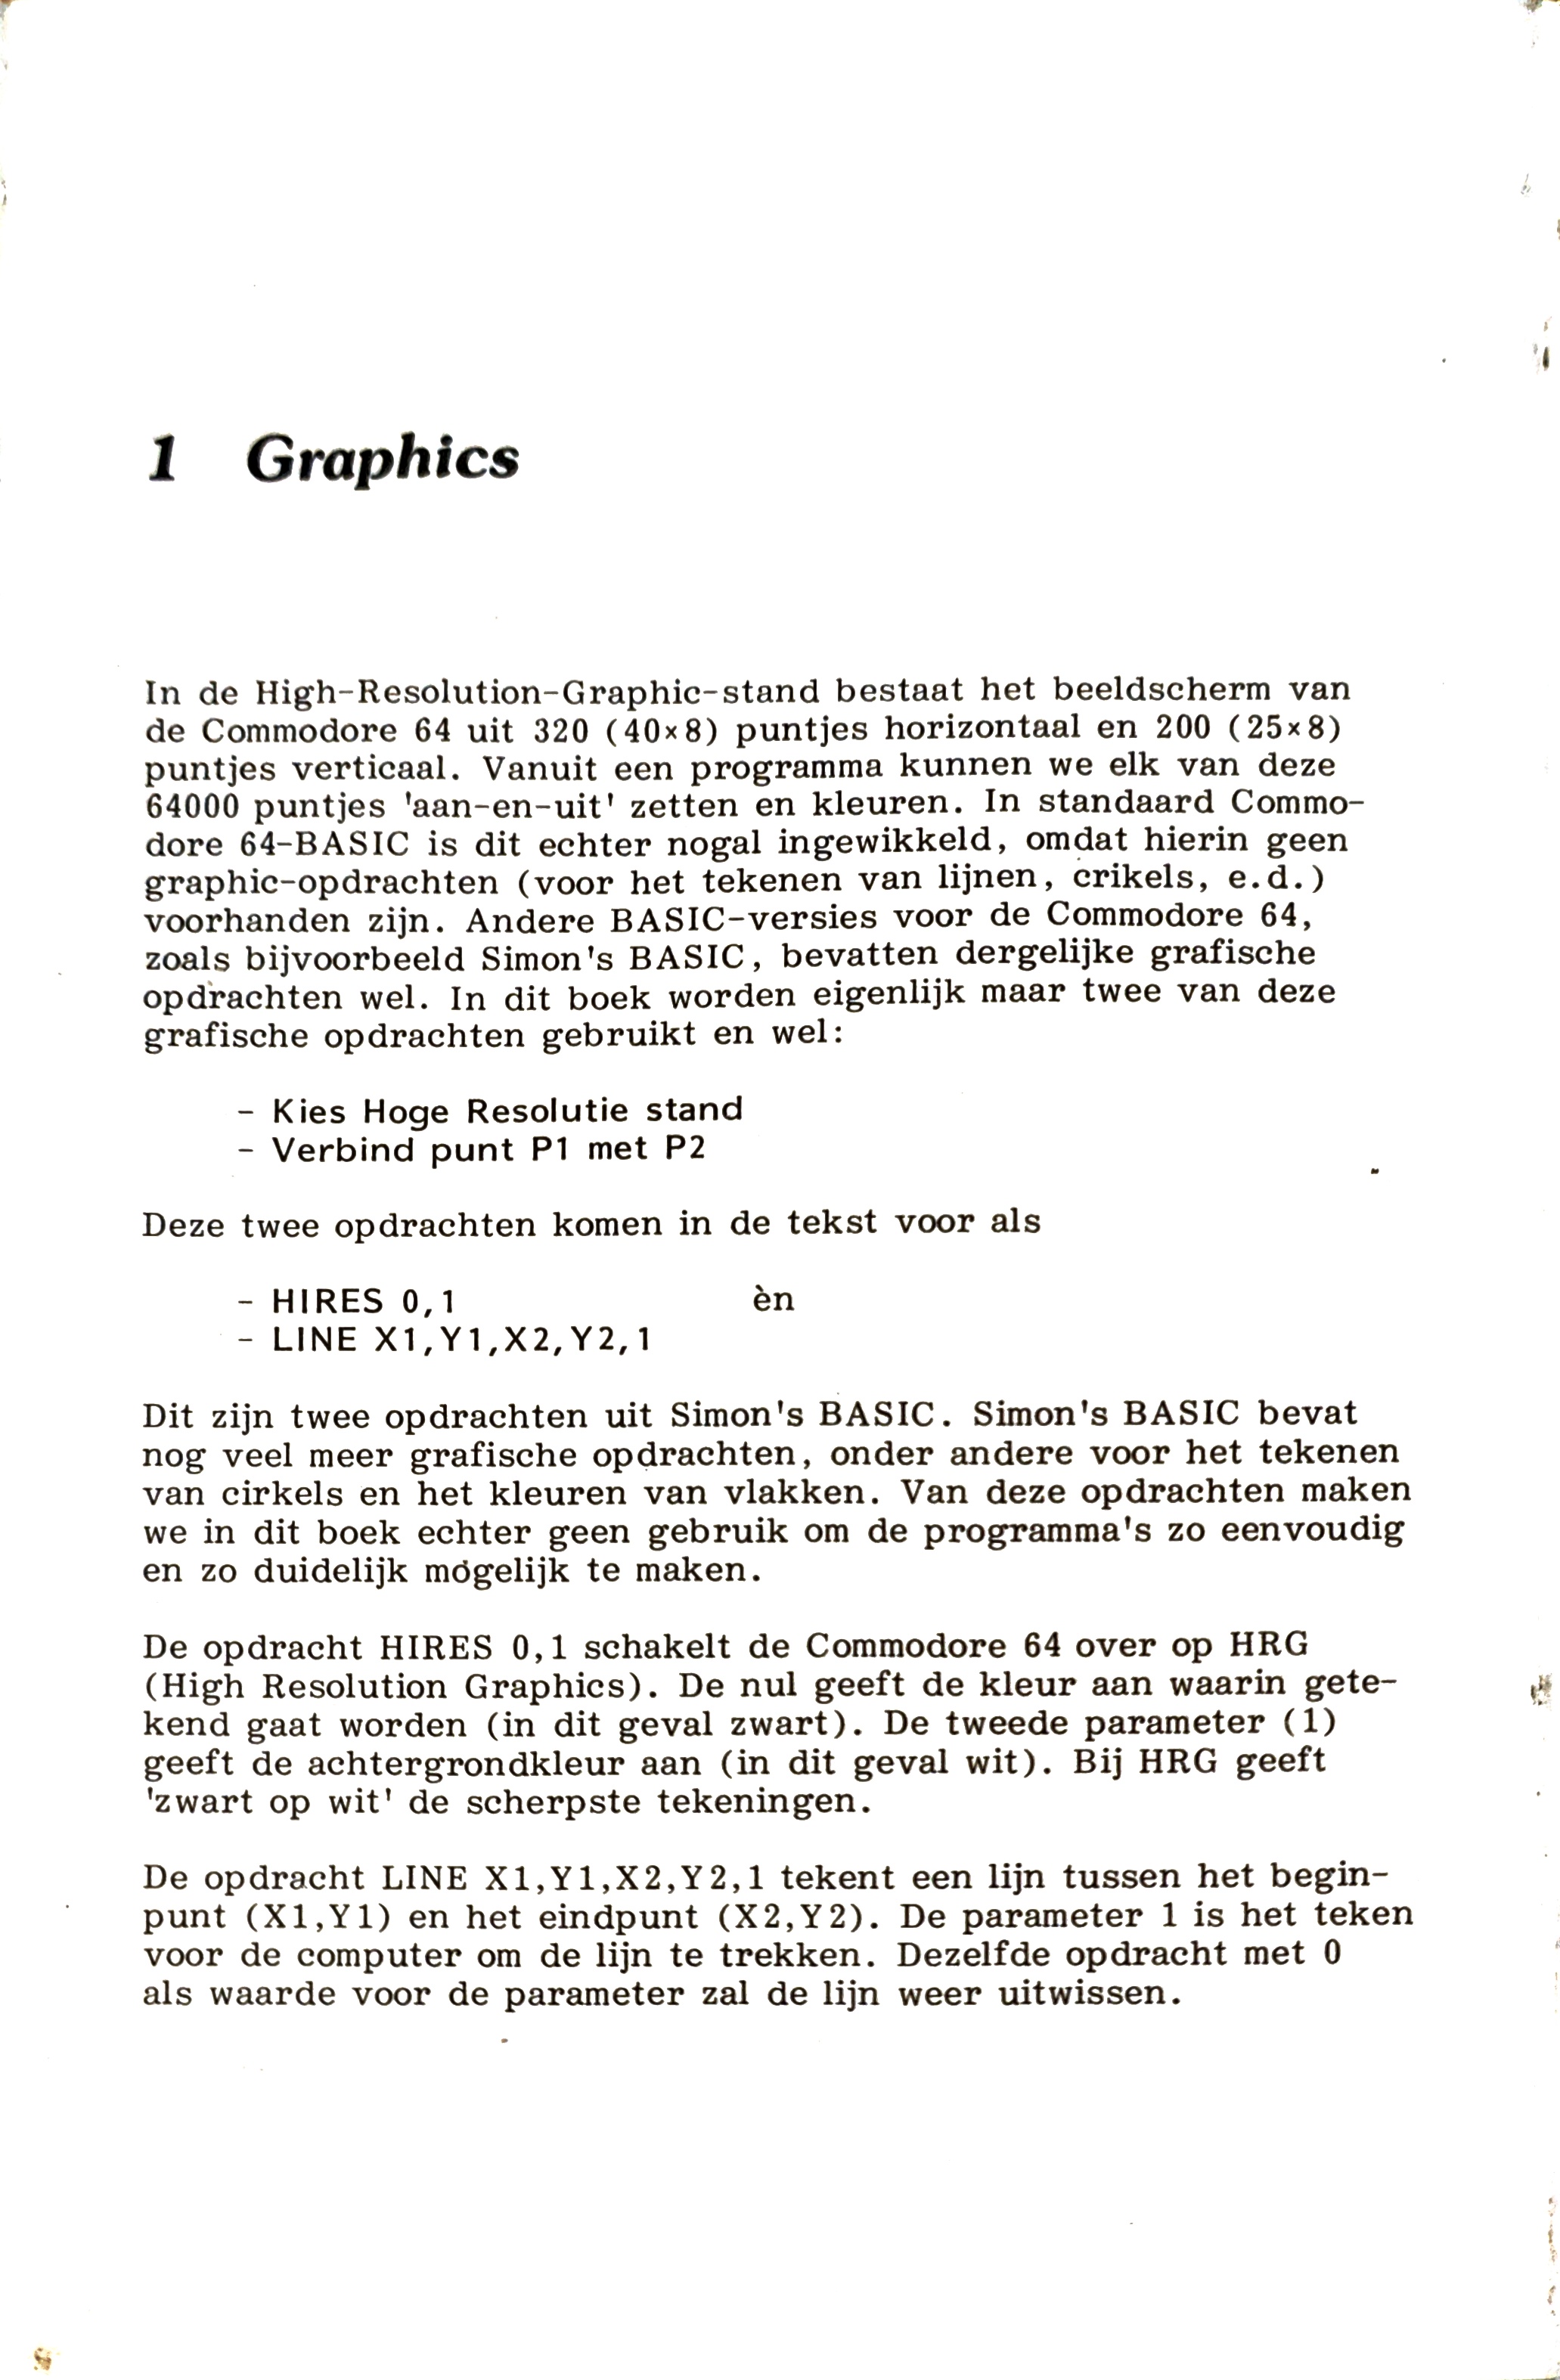 1 Graphics
In de High-Resolution-Graphic-stand bestaat het beeldscherm van
de Commodore 64 uit 320 (40×8) puntjes horizontaal en 200 (25×8)
puntjes verticaal. Vanuit een programma kunnen we elk van deze
64000 puntjes 'aan-en-uit' zetten en kleuren. In standaard Commo-
dore 64-BASIC is dit echter nogal ingewikkeld, omdat hierin geen
graphic-opdrachten (voor het tekenen van lijnen, crikels, e.d.)
voorhanden zijn. Andere BASIC-versies voor de Commodore 64,
zoals bijvoorbeeld Simon's BASIC, bevatten dergelijke grafische
opdrachten wel. In dit boek worden eigenlijk maar twee van deze
grafische opdrachten gebruikt en wel:
- Kies Hoge Resolutie stand
- Verbind punt P1 met P2
Deze twee opdrachten komen in de tekst voor als
- HIRES 0,1 èn
- LINE X1,Y1,X2,Y2,1
Dit zijn twee opdrachten uit Simon's BASIC. Simon's BASIC bevat
nog veel meer grafische opdrachten, onder andere voor het tekenen
van cirkels en het kleuren van vlakken. Van deze opdrachten maken
we in dit boek echter geen gebruik om de programma's zo eenvoudig
en zo duidelijk mogelijk te maken.
De opdracht HIRES 0,1 schakelt de Commodore 64 over op HRG
(High Resolution Graphics). De nul geeft de kleur aan waarin gete-
kend gaat worden (in dit geval zwart). De tweede parameter (1)
geeft de achtergrondkleur aan (in dit geval wit). Bij HRG geeft
'zwart op wit' de scherpste tekeningen.
De opdracht LINE X1,Y1,X2,Y2,1 tekent een lijn tussen het begin-
punt (X1,Y1) en het eindpunt (X2,Y2). De parameter 1 is het teken
voor de computer om de lijn te trekken. Dezelfde opdracht met 0
als waarde voor de parameter zal de lijn weer uitwissen.